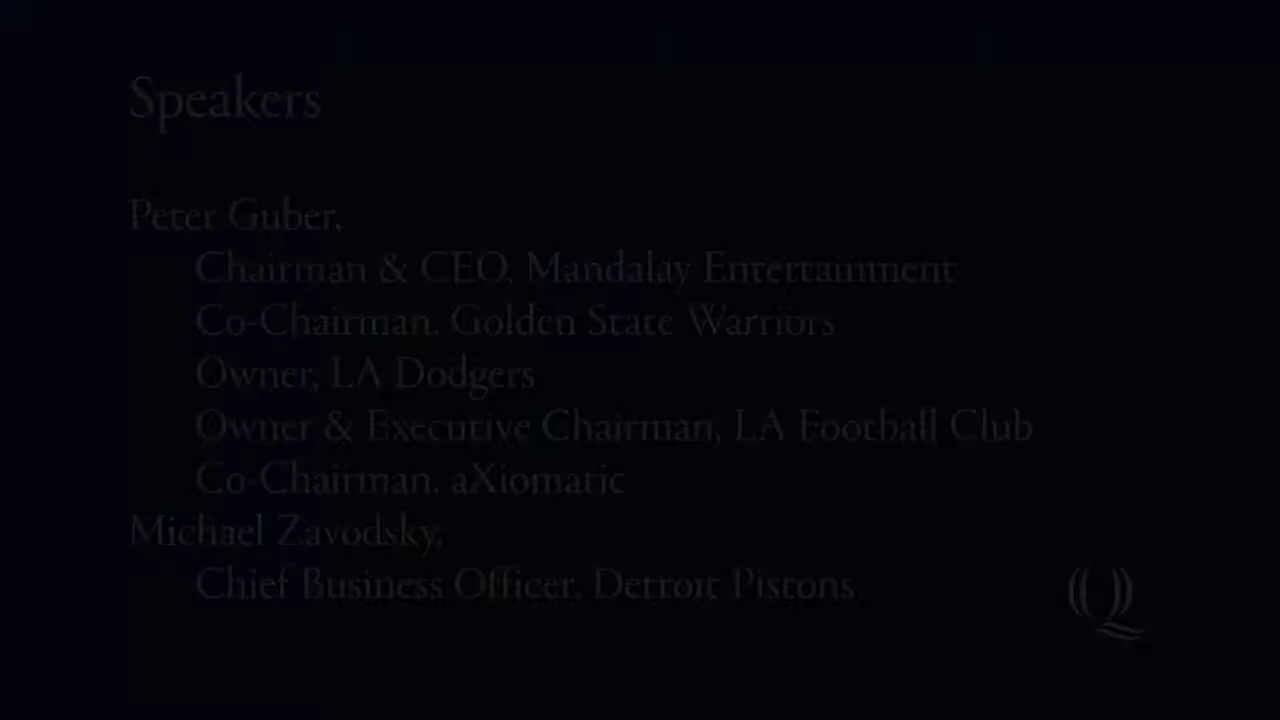 Speakers
Peter Guber,
Chairman & CEO, Mandalay Entertainment
Co-Chairman, Golden State Warriors
Owner, LA Dodgers
Owner & Executive Chairman, LA Football Club
Co-Chairman, aXiomatic
Michael Zavodsky,
Chief Business Officer, Detroit Pistons
Q